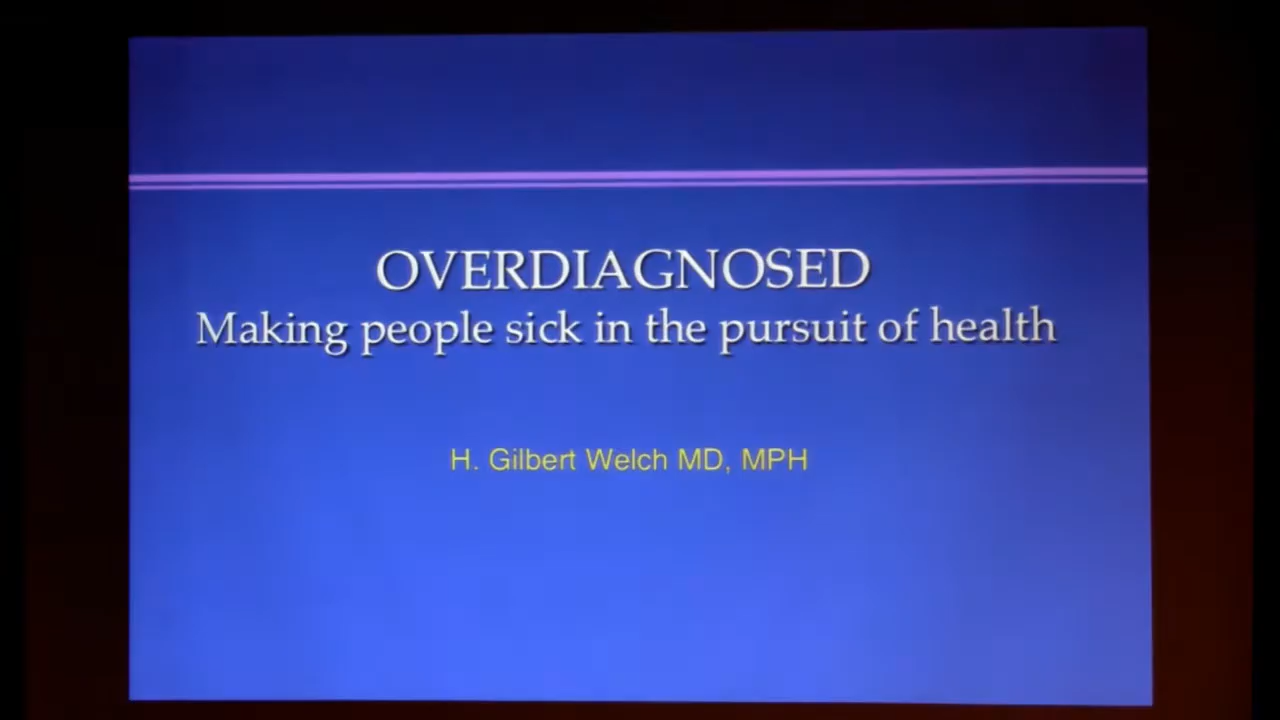 OVERDIAGNOSED
Making people sick in the pursuit of health
H. Gilbert Welch MD, MPH